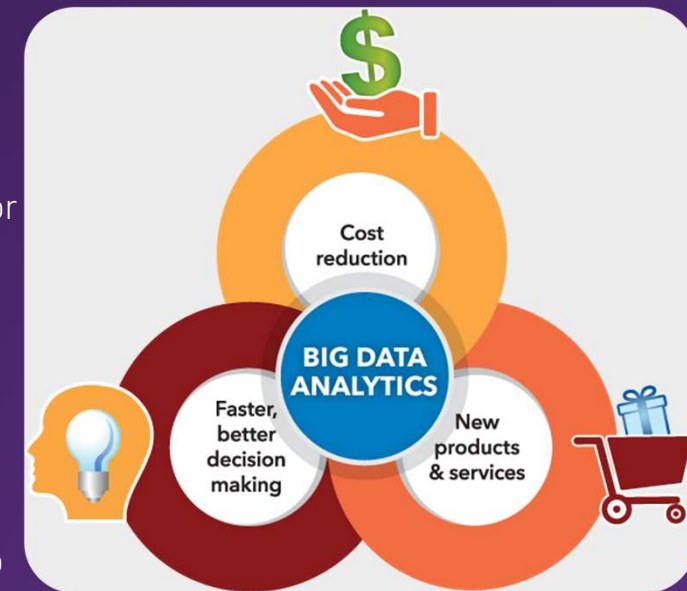 $
Cost
reduction
BIG DATA
ANALYTICS
Faster,
better
decision
making
New
products
& services